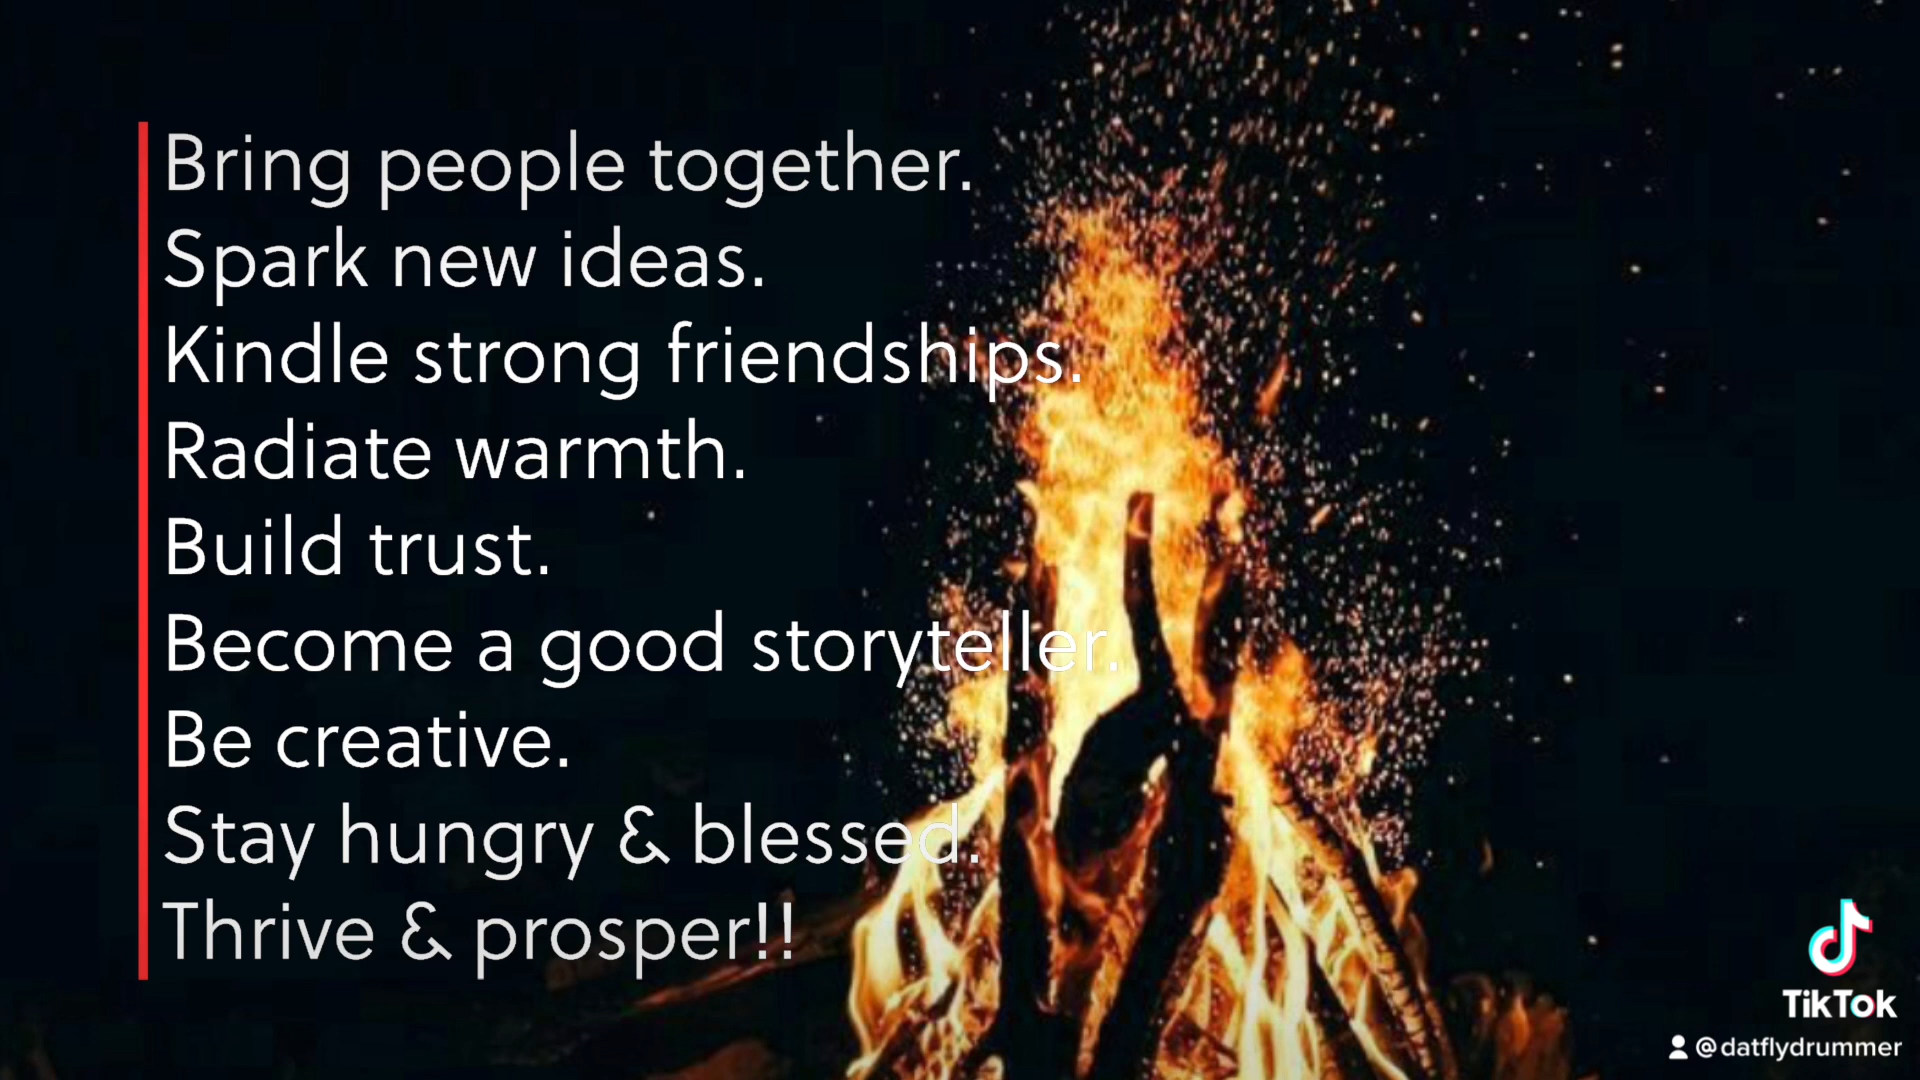 Bring people together.
Spark new ideas.
Kindle strong friendships.
Radiate warmth.
Build trust.
Become a good storyteller.
Be creative.
Stay hungry & blessed.
Thrive & prosper!!
TikTok
@datflydrummer